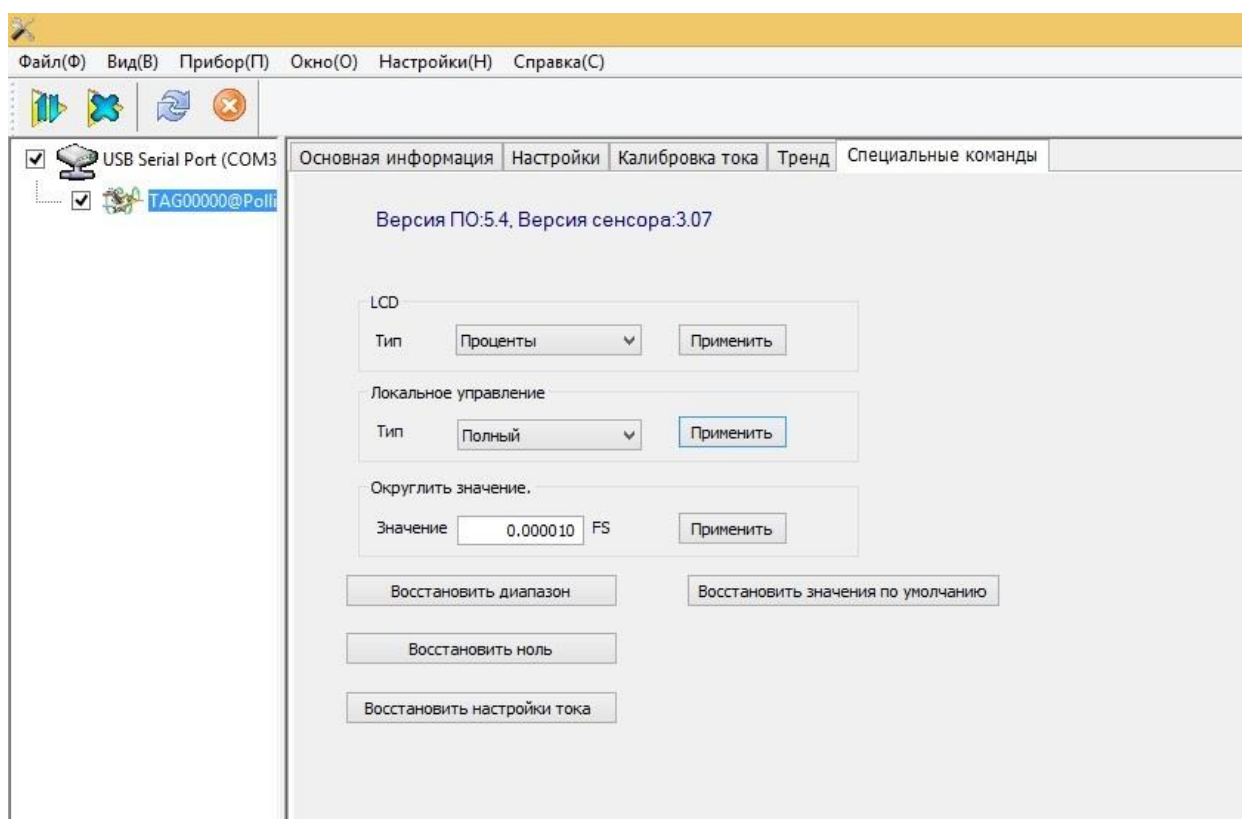 Файл(Ф) Вид(В) Прибор(П) Окно(О) Настройки(Н) Справка(С)
USB Serial Port (COM3
TAG00000@Polli
Основная информация Настройки Калибровка тока Тренд Специальные команды
Версия ПО:5.4, Версия сенсора:3.07
LCD
Тип Проценты Применить
Локальное управление
Тип Полный Применить
Округлить значение.
Значение 0.000010 FS Применить
Восстановить диапазон Восстановить значения по умолчанию
Восстановить ноль
Восстановить настройки тока